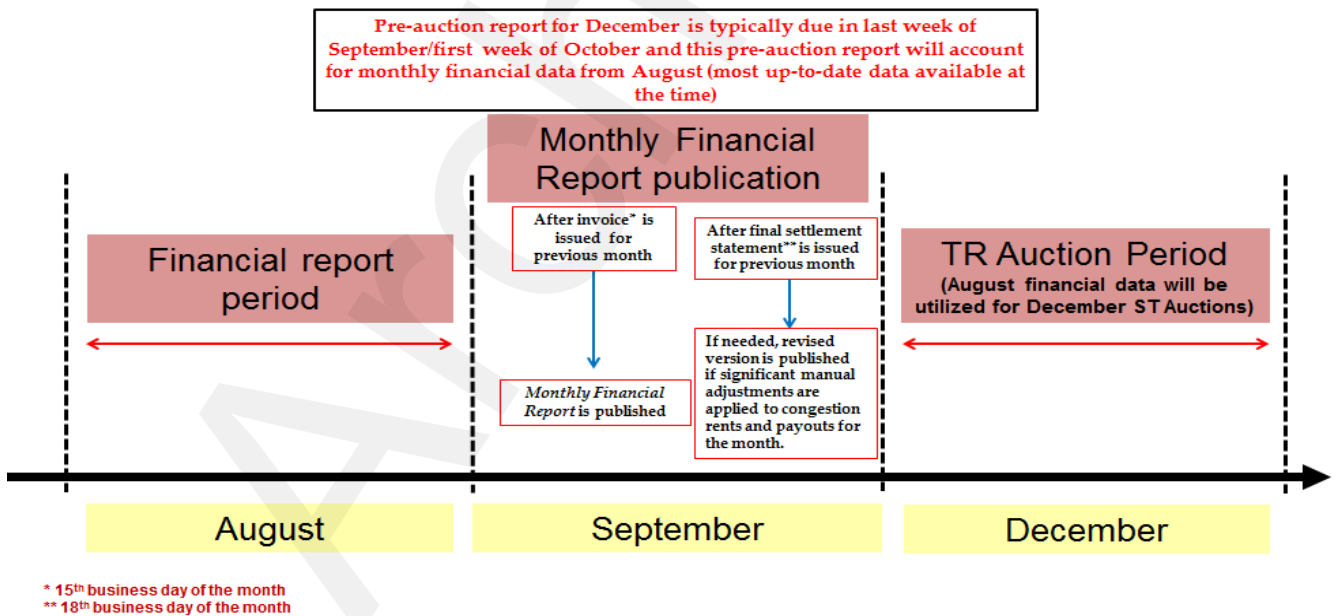 Pre-auction report for December is typically due in last week of
September/first week of October and this pre-auction report will account
for monthly financial data from August (most up-to-date data available at
the time)
Monthly Financial
Report publication
After invoice* is
issued for
previous month
After final settlement
statement** is issued
for previous month
Financial report
period
TR Auction Period
(August financial data will be
utilized for December ST Auctions)
Monthly Financial
Report is published
If needed, revised
version is published
if significant manual
adjustments are
applied to congestion
rents and payouts for
the month.
August
September
December
* 15th business day of the month
** 18th business day of the month